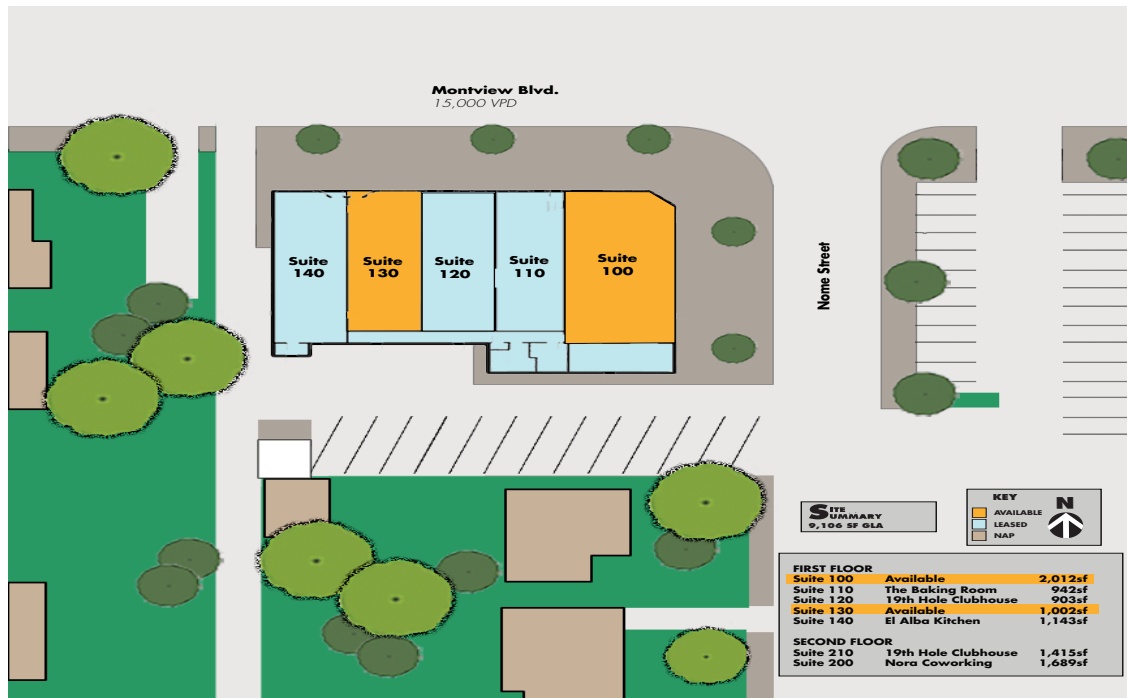 Montview Blvd.
15,000 VPD
Suite 140
Suite 130
Suite 120
Suite 110
Suite 100
Nome Street
SITE SUMMARY
9,106 SF GLA
KEY
AVAILABLE
LEASED
NAP
N
FIRST FLOOR
Suite 100 Available 2,012sf
Suite 110 The Baking Room 942sf
Suite 120 19th Hole Clubhouse 903sf
Suite 130 Available 1,002sf
Suite 140 El Alba Kitchen 1,143sf
SECOND FLOOR
Suite 210 19th Hole Clubhouse 1,415sf
Suite 200 Nora Coworking 1,689sf